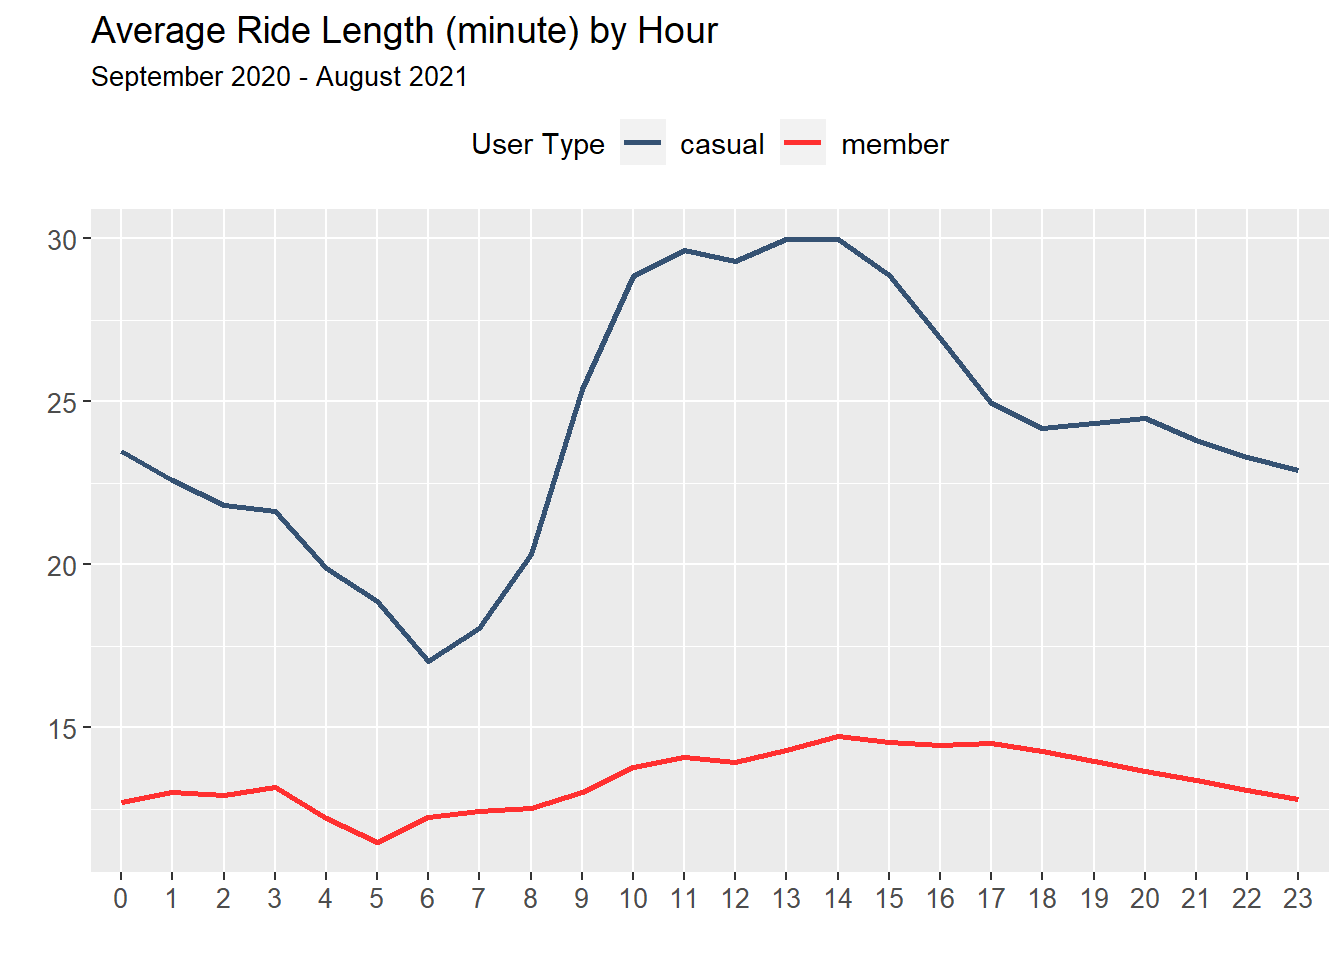 Average Ride Length (minute) by Hour
September 2020 - August 2021
User Type casual member
30
25
20
15
0 1 2 3 4 5 6 7 8 9 10 11 12 13 14 15 16 17 18 19 20 21 22 23